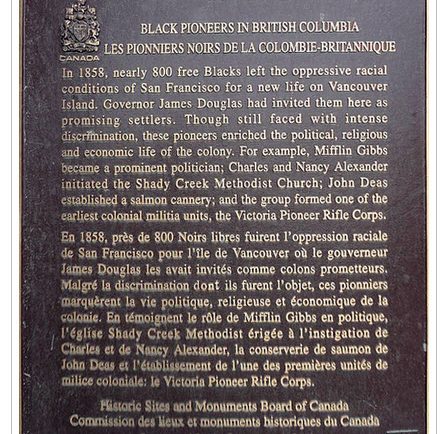 CANADA
BLACK PIONEERS IN BRITISH COLUMBIA
LES PIONNIERS NOIRS DE LA COLOMBIE-BRITANNIQUE
In 1858, nearly 800 free Blacks left the oppressive racial
conditions of San Francisco for a new life on Vancouver
Island. Governor James Douglas had invited them here as
promising settlers. Though still faced with intense
discrimination, these pioneers enriched the political, religious
and economic life of the colony. For example, Mifflin Gibbs
became a prominent politician; Charles and Nancy Alexander
initiated the Shady Creek Methodist Church; John Deas
established a salmon cannery; and the group formed one of the
earliest colonial militia units, the Victoria Pioneer Rifle Corps.
En 1858, près de 800 Noirs libres fuirent l'oppression raciale
de San Francisco pour l'île de Vancouver où le gouverneur
James Douglas les avait invités comme colons prometteurs.
Malgré la discrimination dont ils furent l'objet, ces pionniers
marquèrent la vie politique, religieuse et économique de la
colonie. En témoignent le rôle de Mifflin Gibbs en politique,
l'église Shady Creek Methodist érigée à l'instigation de
Charles et de Nancy Alexander, la conserverie de saumon de
John Deas et l'établissement de l'une des premières unités de
milice coloniale: le Victoria Pioneer Rifle Corps.
Historic Sites and Monuments Board of Canada
Commission des lieux et monuments historiques du Canada